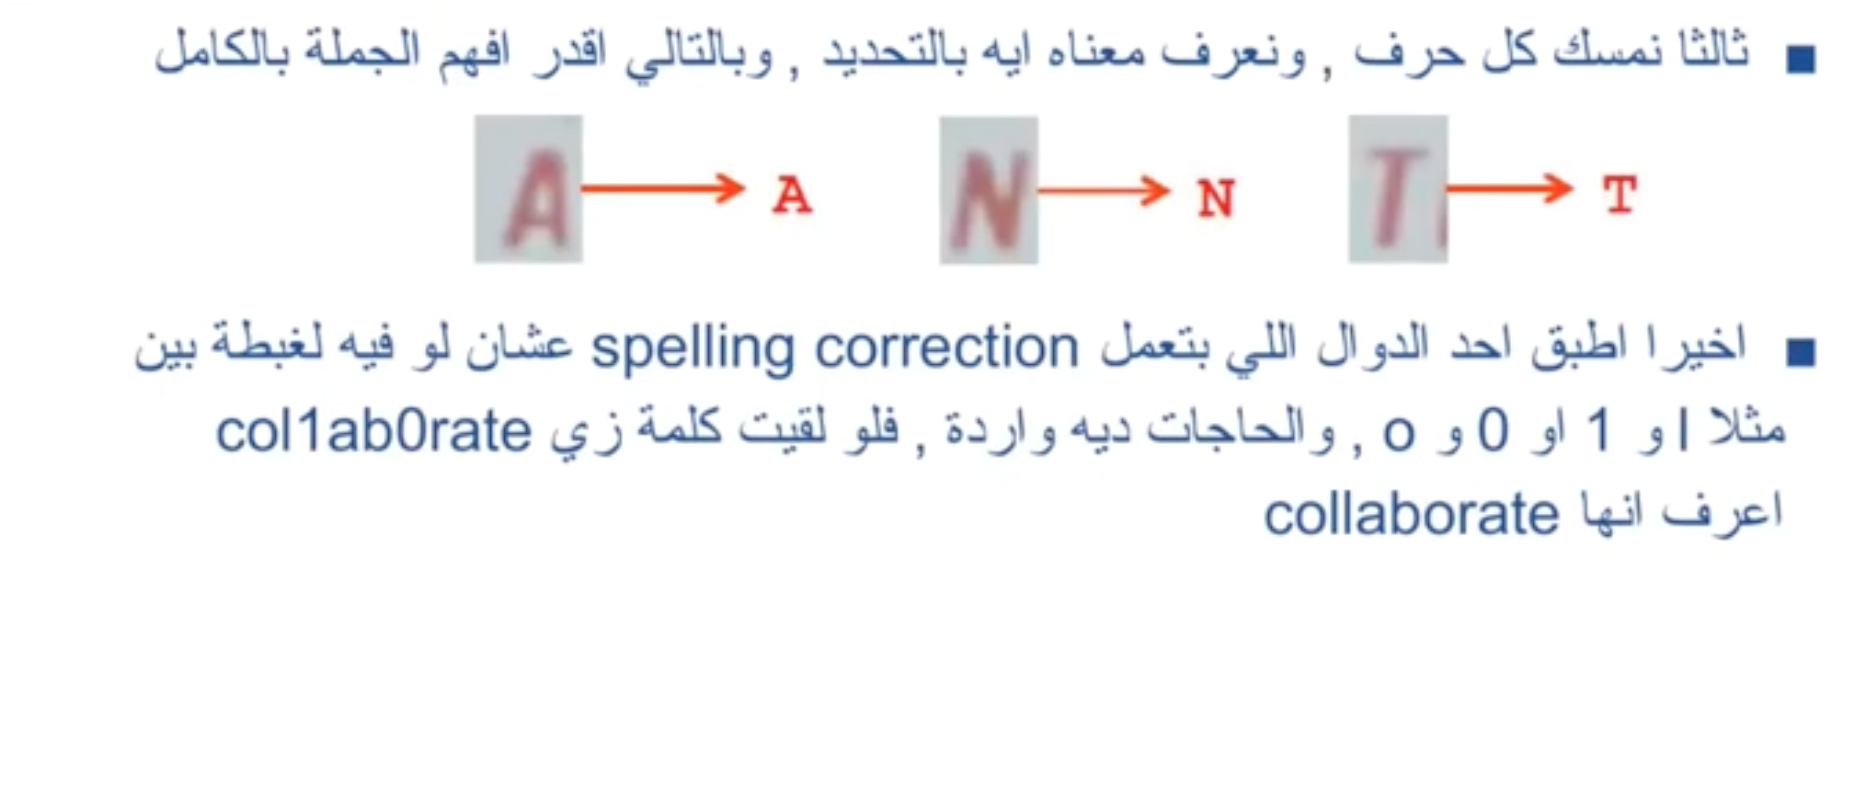 ثالثا نمسك كل حرف , ونعرف معناه ايه بالتحديد , وبالتالي اقدر افهم الجملة بالكامل
A A N N T T
اخيرا اطبق احد الدوال اللي بتعمل spelling correction عشان لو فيه لغبطة بين
مثلا l و 1 او 0 و o , والحاجات ديه واردة , فلو لقيت كلمة زي col1ab0rate
اعرف انها collaborate